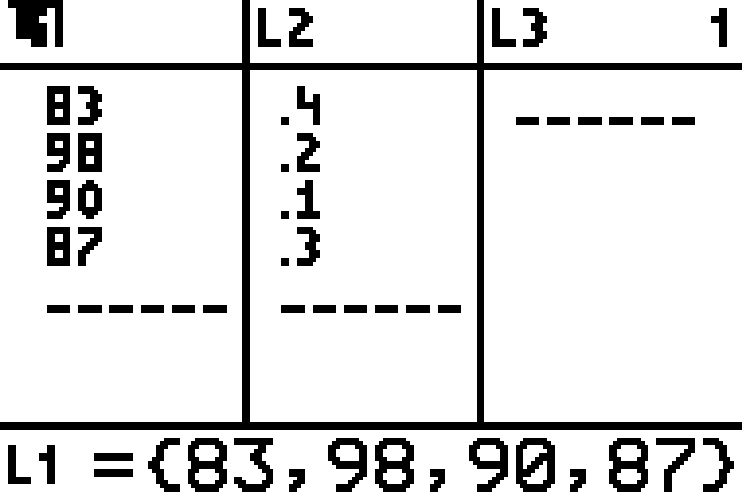 L1 L2 L3 1
83 .4 ------
98 .2
90 .1
87 .3
------ ------
L1 ={83,98,90,87}